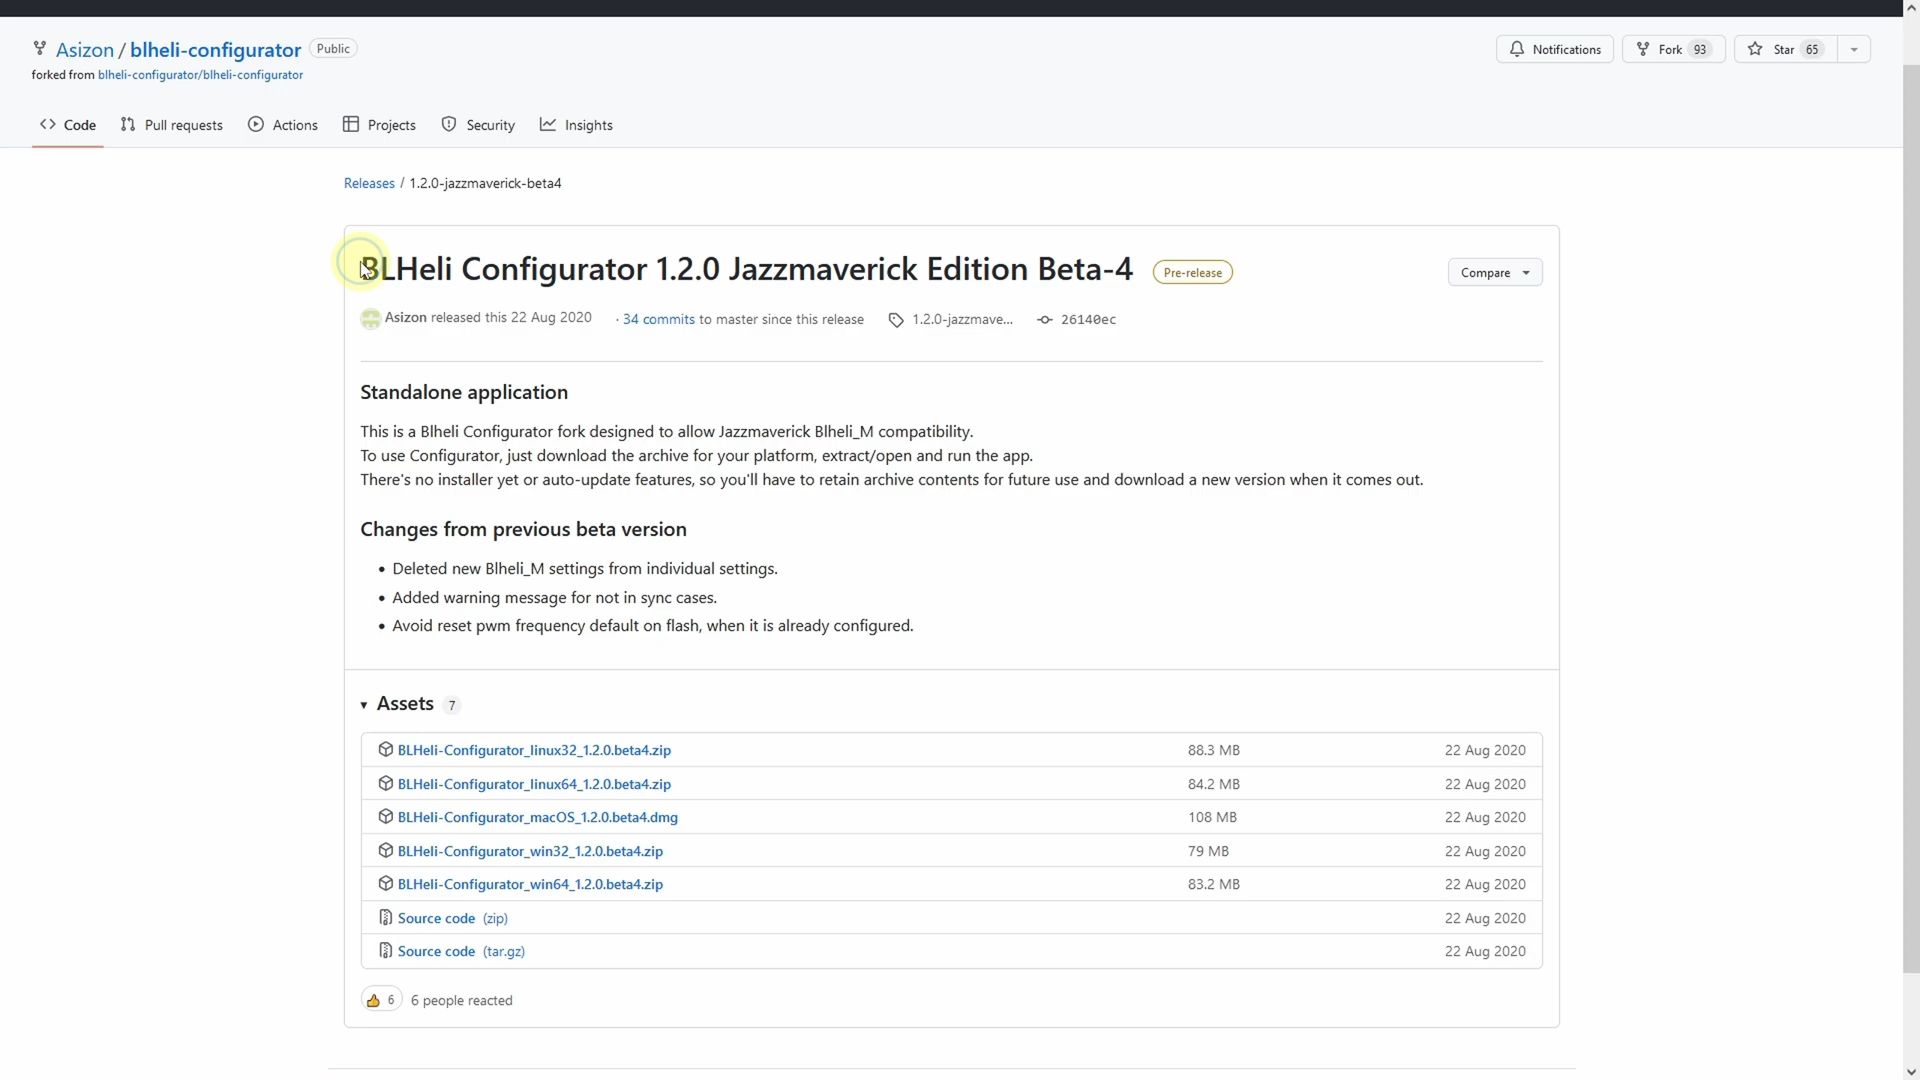 Asizon / blheli-configurator Public
Notifications Fork 93 Star 65
forked from blheli-configurator/blheli-configurator
Code Pull requests Actions Projects Security Insights
Releases / 1.2.0-jazzmaverick-beta4
BLHeli Configurator 1.2.0 Jazzmaverick Edition Beta-4 Pre-release Compare
Asizon released this 22 Aug 2020 · 34 commits to master since this release 1.2.0-jazzmave... 26140ec
Standalone application
This is a Blheli Configurator fork designed to allow Jazzmaverick Blheli_M compatibility.
To use Configurator, just download the archive for your platform, extract/open and run the app.
There's no installer yet or auto-update features, so you'll have to retain archive contents for future use and download a new version when it comes out.
Changes from previous beta version
• Deleted new Blheli_M settings from individual settings.
• Added warning message for not in sync cases.
• Avoid reset pwm frequency default on flash, when it is already configured.
Assets 7
BLHeli-Configurator_linux32_1.2.0.beta4.zip 88.3 MB 22 Aug 2020
BLHeli-Configurator_linux64_1.2.0.beta4.zip 84.2 MB 22 Aug 2020
BLHeli-Configurator_macOS_1.2.0.beta4.dmg 108 MB 22 Aug 2020
BLHeli-Configurator_win32_1.2.0.beta4.zip 79 MB 22 Aug 2020
BLHeli-Configurator_win64_1.2.0.beta4.zip 83.2 MB 22 Aug 2020
Source code (zip) 22 Aug 2020
Source code (tar.gz) 22 Aug 2020
👍 6 6 people reacted